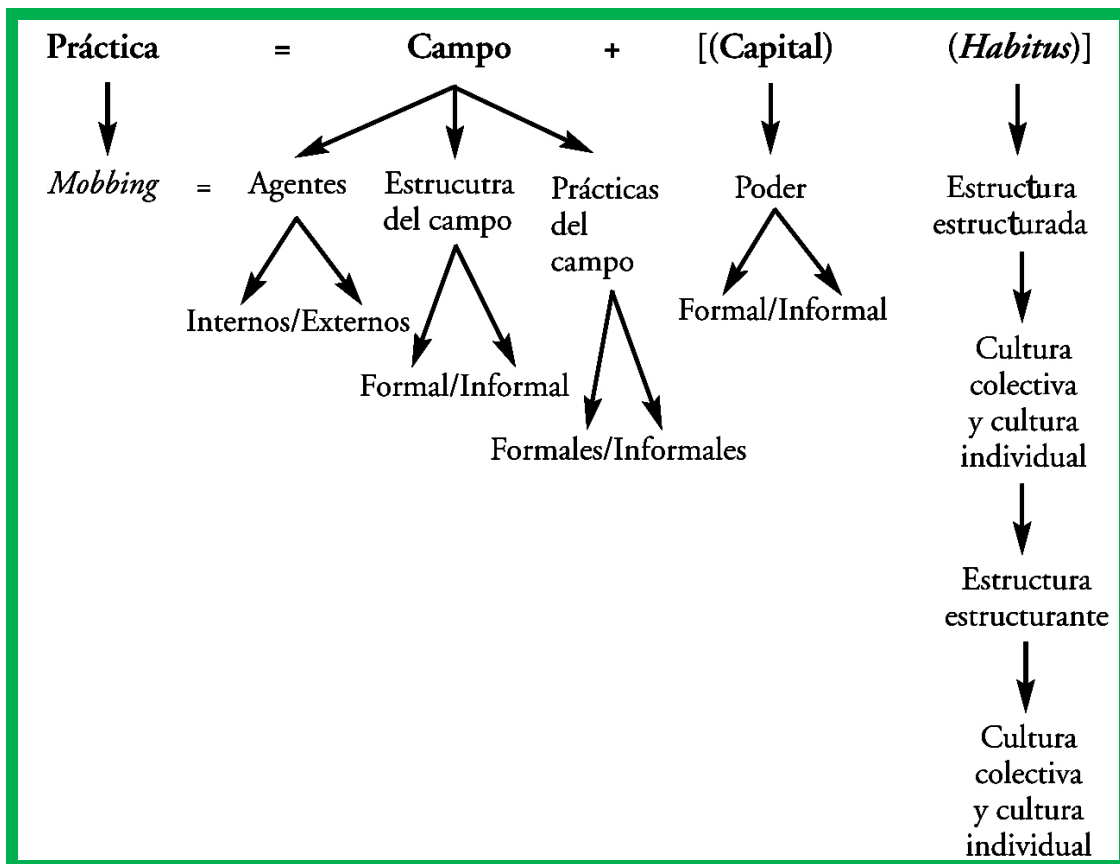 Práctica = Campo + [(Capital) (Habitus)]
Mobbing = Agentes
Estrucutra
del campo
Prácticas
del
campo
Poder
Estructura
estructurada
Internos/Externos
Formal/Informal
Formales/Informales
Formal/Informal
Cultura
colectiva
y cultura
individual
Estructura
estructurante
Cultura
colectiva
y cultura
individual